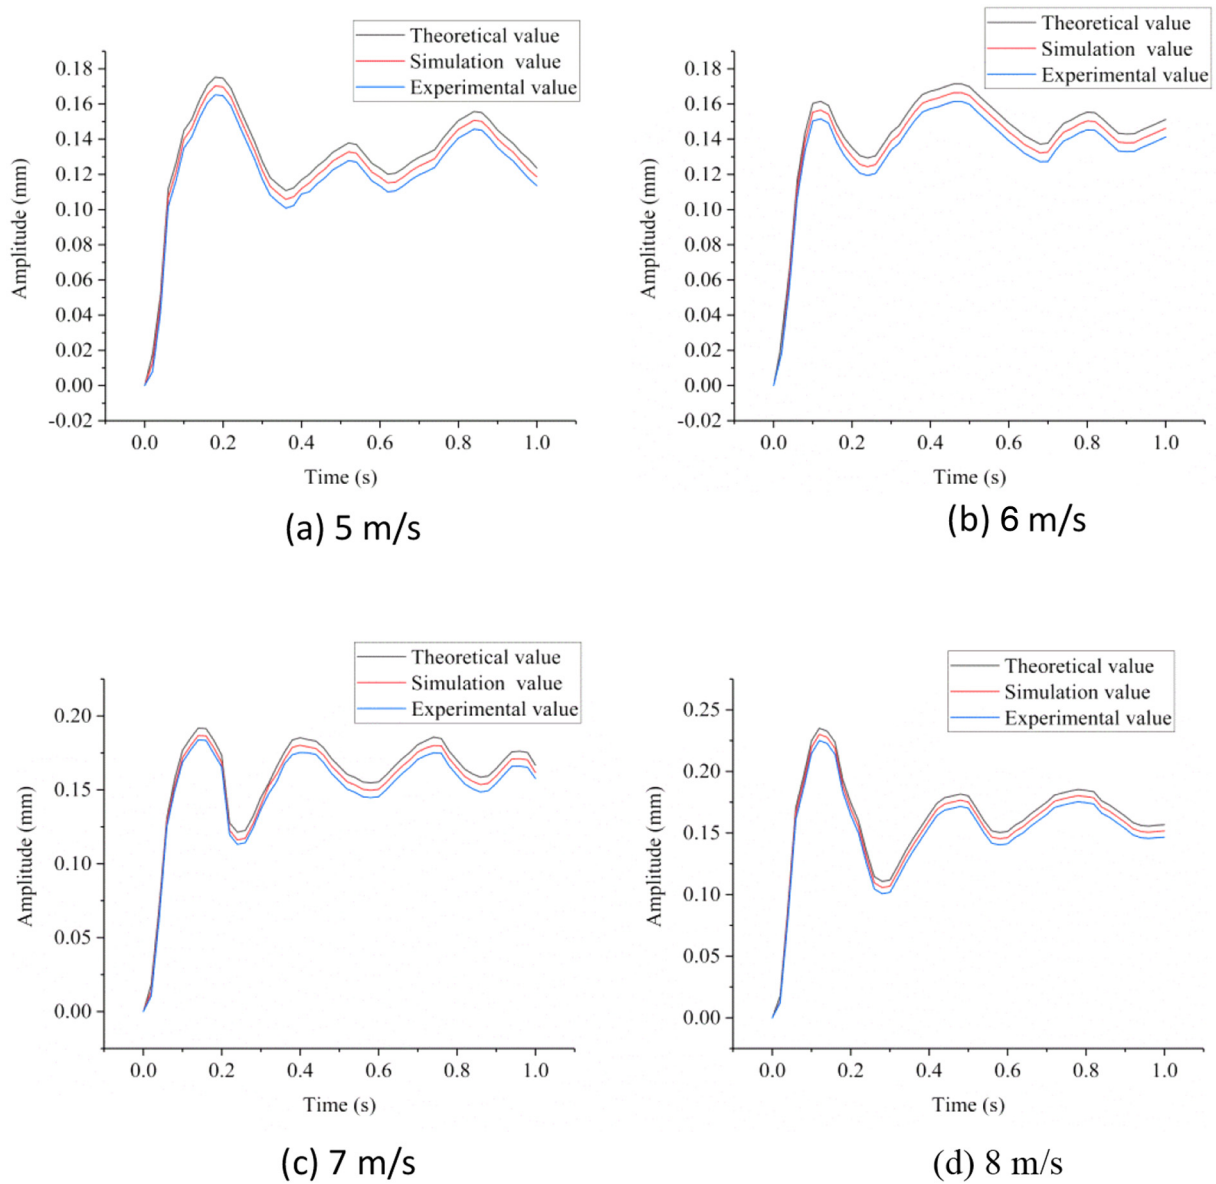 Theoretical value
Simulation value
Experimental value
0.18
0.16
0.14
0.12
0.10
0.08
0.06
0.04
0.02
0.00
-0.02
Amplitude (mm)
0.0 0.2 0.4 0.6 0.8 1.0
Time (s)
(a) 5 m/s
Theoretical value
Simulation value
Experimental value
0.18
0.16
0.14
0.12
0.10
0.08
0.06
0.04
0.02
0.00
-0.02
Amplitude (mm)
0.0 0.2 0.4 0.6 0.8 1.0
Time (s)
(b) 6 m/s
Theoretical value
Simulation value
Experimental value
0.20
0.15
0.10
0.05
0.00
Amplitude (mm)
0.0 0.2 0.4 0.6 0.8 1.0
Time (s)
(c) 7 m/s
Theoretical value
Simulation value
Experimental value
0.25
0.20
0.15
0.10
0.05
0.00
Amplitude (mm)
0.0 0.2 0.4 0.6 0.8 1.0
Time (s)
(d) 8 m/s